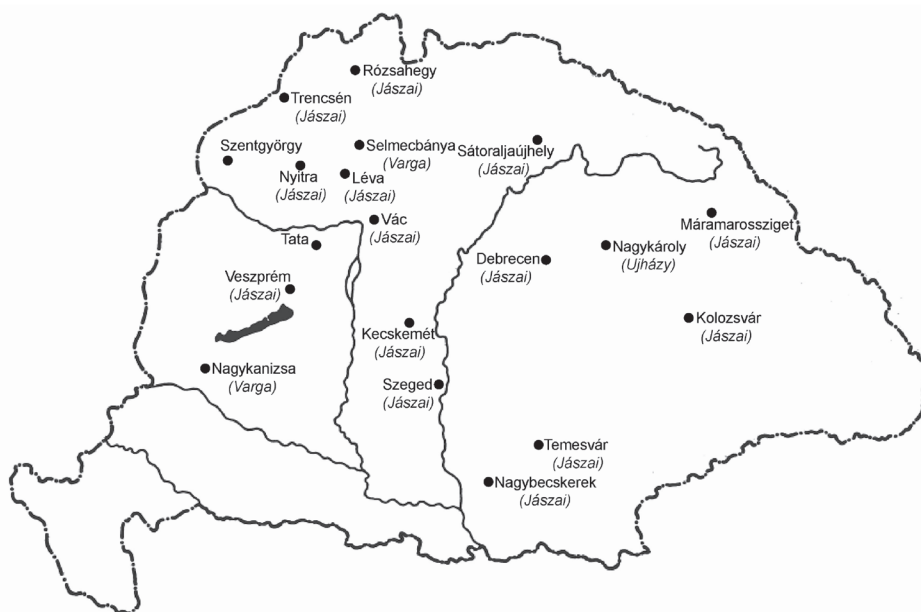 Rózsahegy
(Jászai)
Trencsén
(Jászai)
Szentgyörgy
Selmecbánya
(Varga)
Sátoraljaújhely
(Jászai)
Nyitra
(Jászai)
Léva
(Jászai)
Vác
(Jászai)
Máramarossziget
(Jászai)
Tata
Nagykároly
(Ujházy)
Debrecen
(Jászai)
Veszprém
(Jászai)
Kolozsvár
(Jászai)
Kecskemét
(Jászai)
Nagykanizsa
(Varga)
Szeged
(Jászai)
Temesvár
(Jászai)
Nagybecskerek
(Jászai)